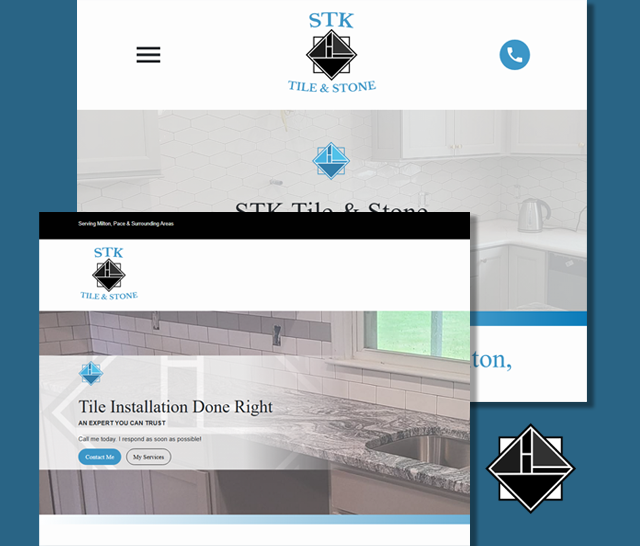 STK
TILE & STONE
STK Tile & Stone
ton,
Serving Milton, Pace & Surrounding Areas
STK
TILE & STONE
Tile Installation Done Right
AN EXPERT YOU CAN TRUST
Call me today. I respond as soon as possible!
Contact Me
My Services